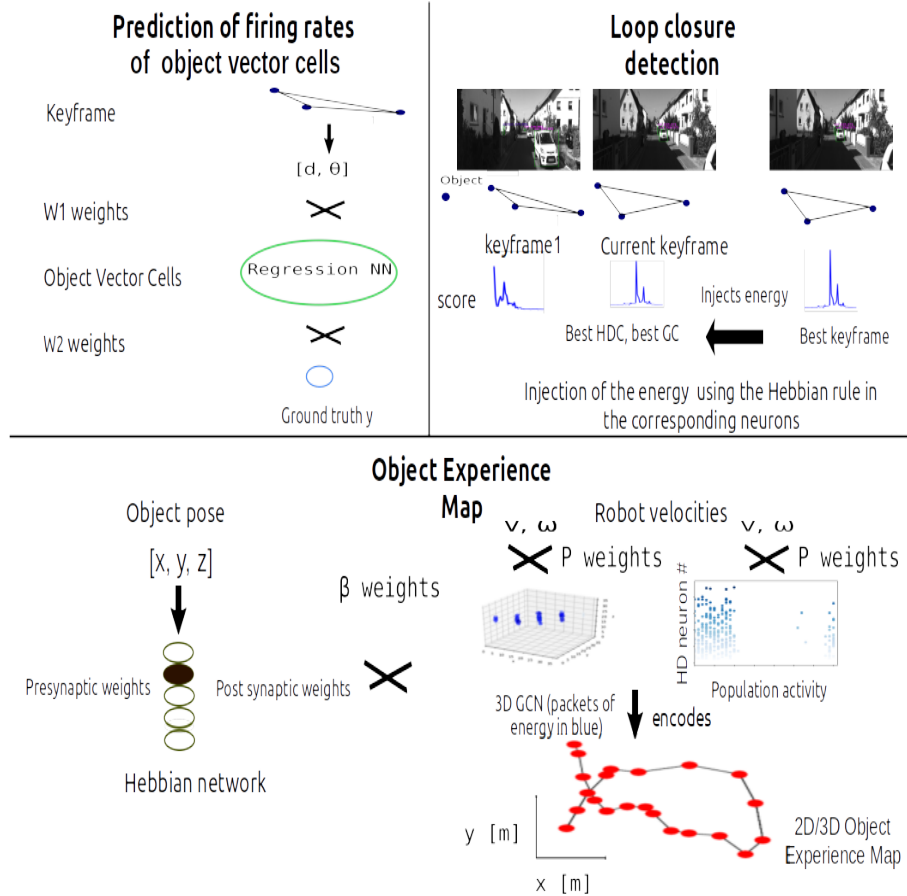 Prediction of firing rates
of object vector cells
Keyframe
[d, θ]
W1 weights
Object Vector Cells
Regression NN
W2 weights
Ground truth y
Loop closure
detection
Object
keyframe1
Current keyframe
score
Injects energy
Best HDC, best GC
Best keyframe
Injection of the energy using the Hebbian rule in
the corresponding neurons
Object Experience
Map
Object pose
[x, y, z]
β weights
Presynaptic weights
Post synaptic weights
Hebbian network
Robot velocities
v, ω
P weights
v, ω
P weights
HD neuron #
Population activity
3D GCN (packets of
energy in blue)
encodes
y [m]
x [m]
2D/3D Object
Experience Map